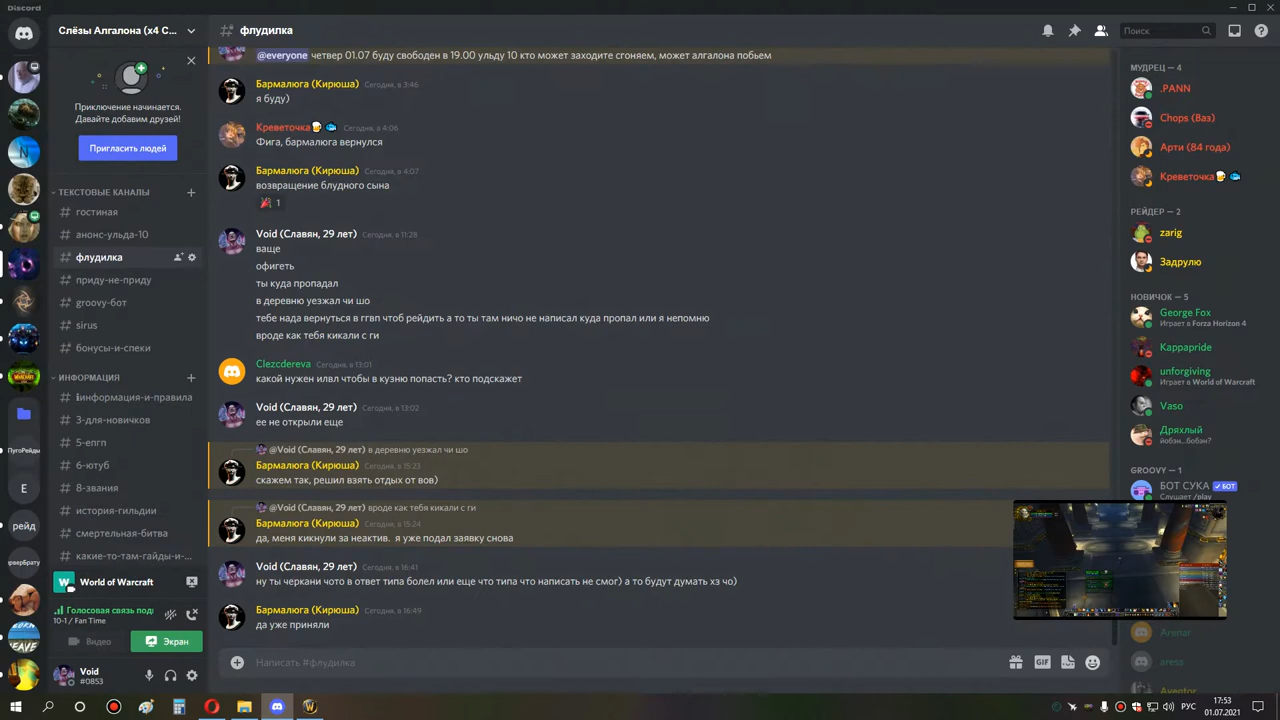 Discord
Слёзы Алгалона (x4 С...
флудилка
Поиск
Приключение начинается.
Давайте добавим друзей!
Пригласить людей
ТЕКСТОВЫЕ КАНАЛЫ
гостиная
анонс-ульда-10
флудилка
приду-не-приду
groovy-бот
sirus
бонусы-и-спеки
ИНФОРМАЦИЯ
информация-и-правила
3-для-новичков
5-епгп
6-ютуб
8-звания
история-гильдии
смертельная-битва
какие-то-там-гайды-и-...
ПугоРейды
E
рейд
World of Warcraft
Голосовая связь под
10-1 / Fan Time
Видео
Экран
Void
#0853
@everyone четверг 01.07 буду свободен в 19.00 ульду 10 кто может заходите сгоняем, может алгалона побьем
Бармалюга (Кирюша) Сегодня, в 3:46
я буду)
Креветочка Сегодня, в 4:06
Фига, бармалюга вернулся
Бармалюга (Кирюша) Сегодня, в 4:07
возвращение блудного сына
1
Void (Славян, 29 лет) Сегодня, в 11:28
ваще
офигеть
ты куда пропадал
в деревню уезжал чи шо
тебе нада вернуться в ггвп чтоб рейдить а то ты там ничо не написал куда пропал или я непомню
вроде как тебя кикали с ги
Clezcdereva Сегодня, в 13:01
какой нужен илвл чтобы в кузню попасть? кто подскажет
Void (Славян, 29 лет) Сегодня, в 13:02
ее не открыли еще
@Void (Славян, 29 лет) в деревню уезжал чи шо
Бармалюга (Кирюша) Сегодня, в 15:23
скажем так, решил взять отдых от вов)
@Void (Славян, 29 лет) вроде как тебя кикали с ги
Бармалюга (Кирюша) Сегодня, в 15:24
да, меня кикнули за неактив. я уже подал заявку снова
Void (Славян, 29 лет) Сегодня, в 16:41
ну ты черкани чото в ответ типа болел или еще что типа что написать не смог) а то будут думать хз чо)
Бармалюга (Кирюша) Сегодня, в 16:49
да уже приняли
Написать #флудилка
GIF
МУДРЕЦ — 4
.PANN
Chops (Ваз)
Арти (84 года)
Креветочка
РЕЙДЕР — 2
zarig
Задрулю
НОВИЧОК — 5
George Fox
Играет в Forza Horizon 4
Kappapride
unforgiving
Играет в World of Warcraft
Vaso
Дряхлый
йобэн...бобэн?
GROOVY — 1
БОТ СУКА БОТ
Слушает /play
Arenar
aress
Aventor
РУС
17:53
01.07.2021